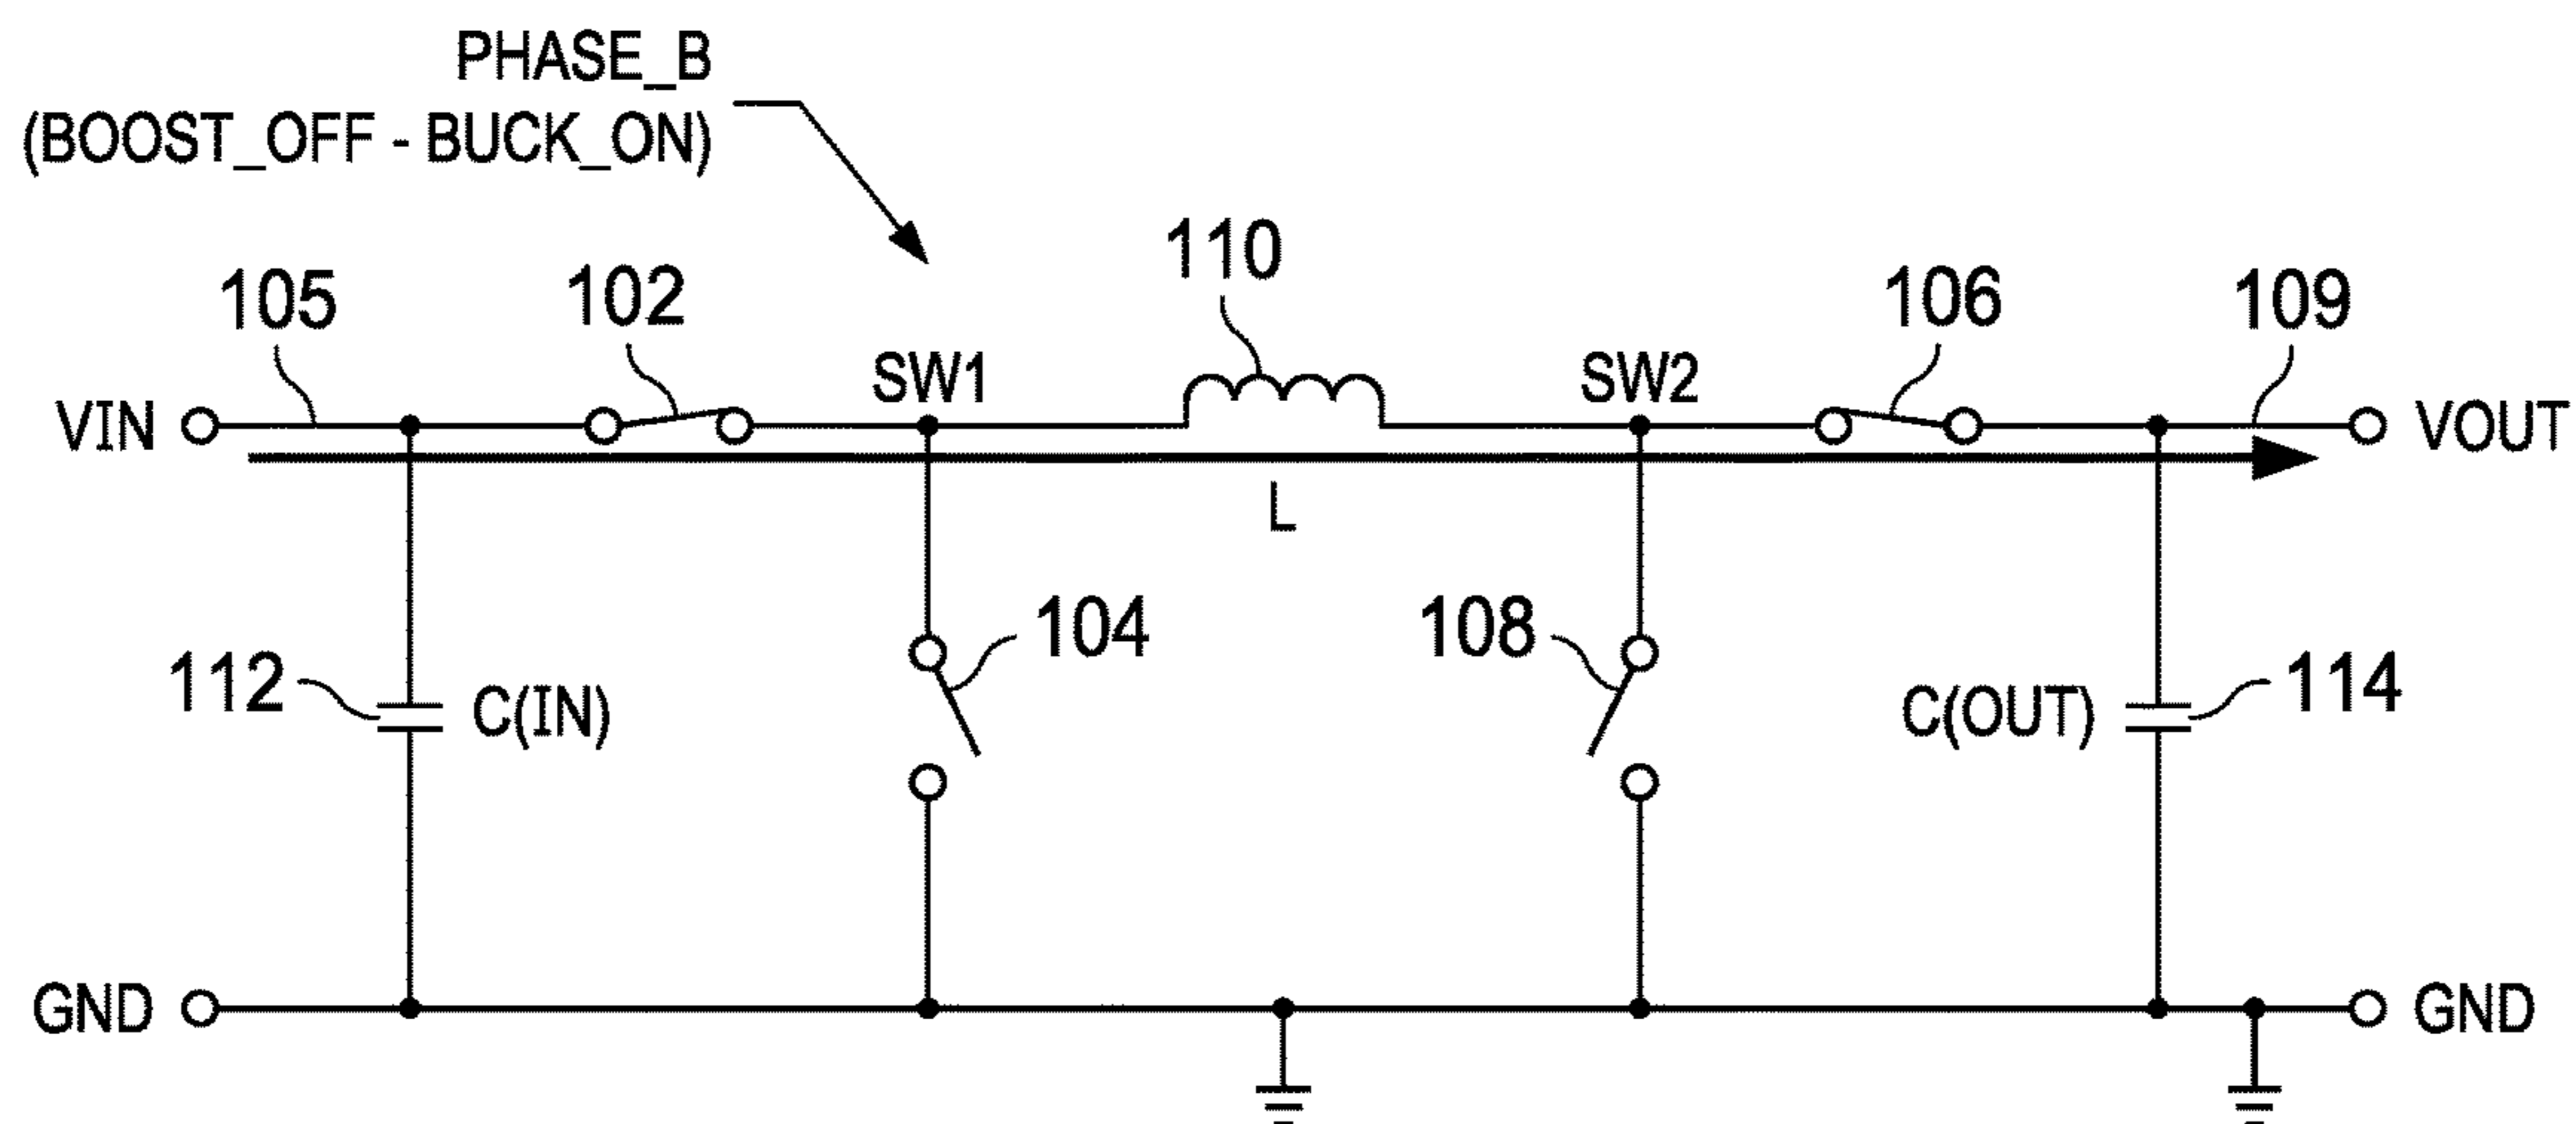 PHASE_B
(BOOST_OFF - BUCK_ON)
110
105
102
106
109
SW1
SW2
VIN
VOUT
L
104
108
112
C(IN)
C(OUT)
114
GND
GND